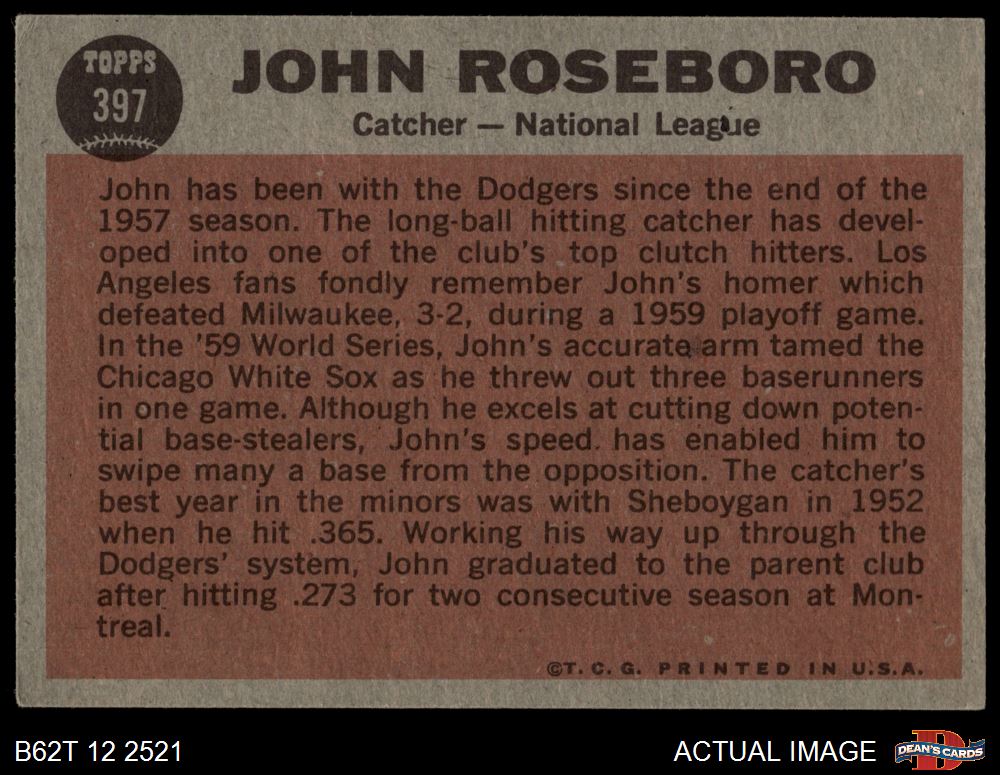 TOPPS
397
JOHN ROSEBORO
Catcher — National League
John has been with the Dodgers since the end of the
1957 season. The long-ball hitting catcher has devel-
oped into one of the club's top clutch hitters. Los
Angeles fans fondly remember John's homer which
defeated Milwaukee, 3-2, during a 1959 playoff game.
In the '59 World Series, John's accurate arm tamed the
Chicago White Sox as he threw out three baserunners
in one game. Although he excels at cutting down poten-
tial base-stealers, John's speed has enabled him to
swipe many a base from the opposition. The catcher's
best year in the minors was with Sheboygan in 1952
when he hit .365. Working his way up through the
Dodgers' system, John graduated to the parent club
after hitting .273 for two consecutive season at Mon-
treal.
©T. C. G. PRINTED IN U.S.A.
B62T 12 2521
ACTUAL IMAGE
DEAN'S CARDS